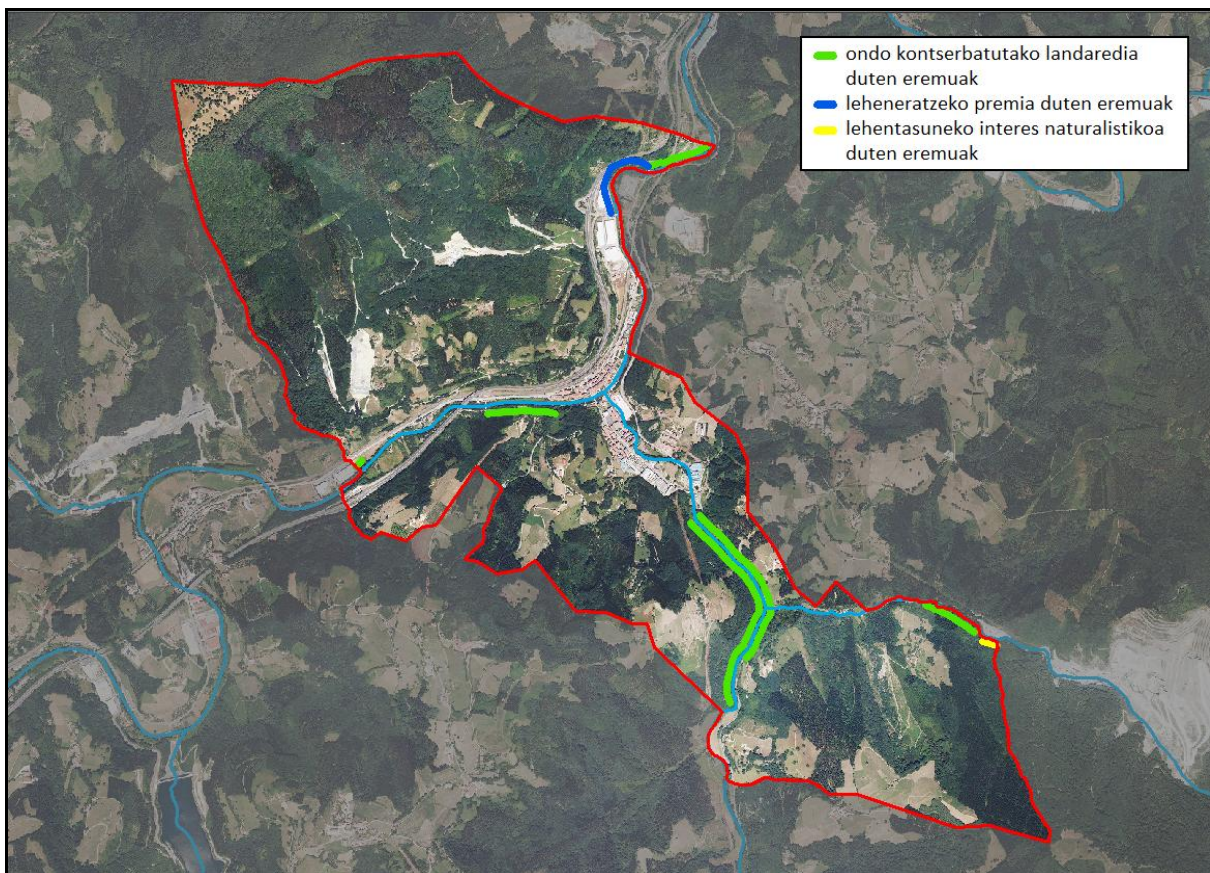 ondo kontserbatutako landaredia
duten eremuak
leheneratzeko premia duten eremuak
lehentasuneko interes naturalistikoa
duten eremuak